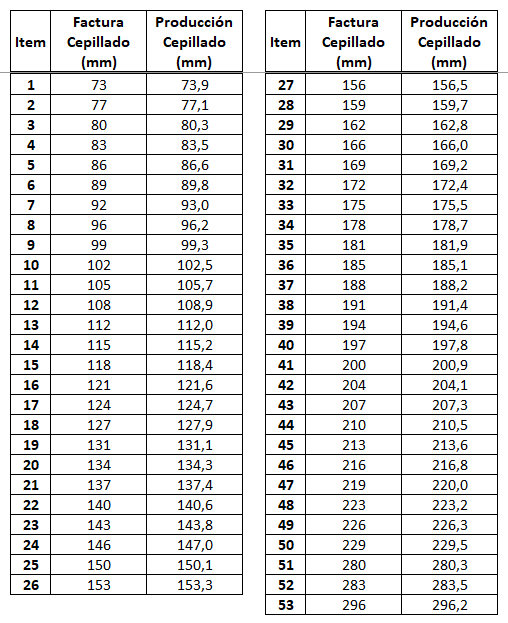 Item Factura Cepillado (mm) Producción Cepillado (mm)
1 73 73,9
2 77 77,1
3 80 80,3
4 83 83,5
5 86 86,6
6 89 89,8
7 92 93,0
8 96 96,2
9 99 99,3
10 102 102,5
11 105 105,7
12 108 108,9
13 112 112,0
14 115 115,2
15 118 118,4
16 121 121,6
17 124 124,7
18 127 127,9
19 131 131,1
20 134 134,3
21 137 137,4
22 140 140,6
23 143 143,8
24 146 147,0
25 150 150,1
26 153 153,3
Item Factura Cepillado (mm) Producción Cepillado (mm)
27 156 156,5
28 159 159,7
29 162 162,8
30 166 166,0
31 169 169,2
32 172 172,4
33 175 175,5
34 178 178,7
35 181 181,9
36 185 185,1
37 188 188,2
38 191 191,4
39 194 194,6
40 197 197,8
41 200 200,9
42 204 204,1
43 207 207,3
44 210 210,5
45 213 213,6
46 216 216,8
47 219 220,0
48 223 223,2
49 226 226,3
50 229 229,5
51 280 280,3
52 283 283,5
53 296 296,2